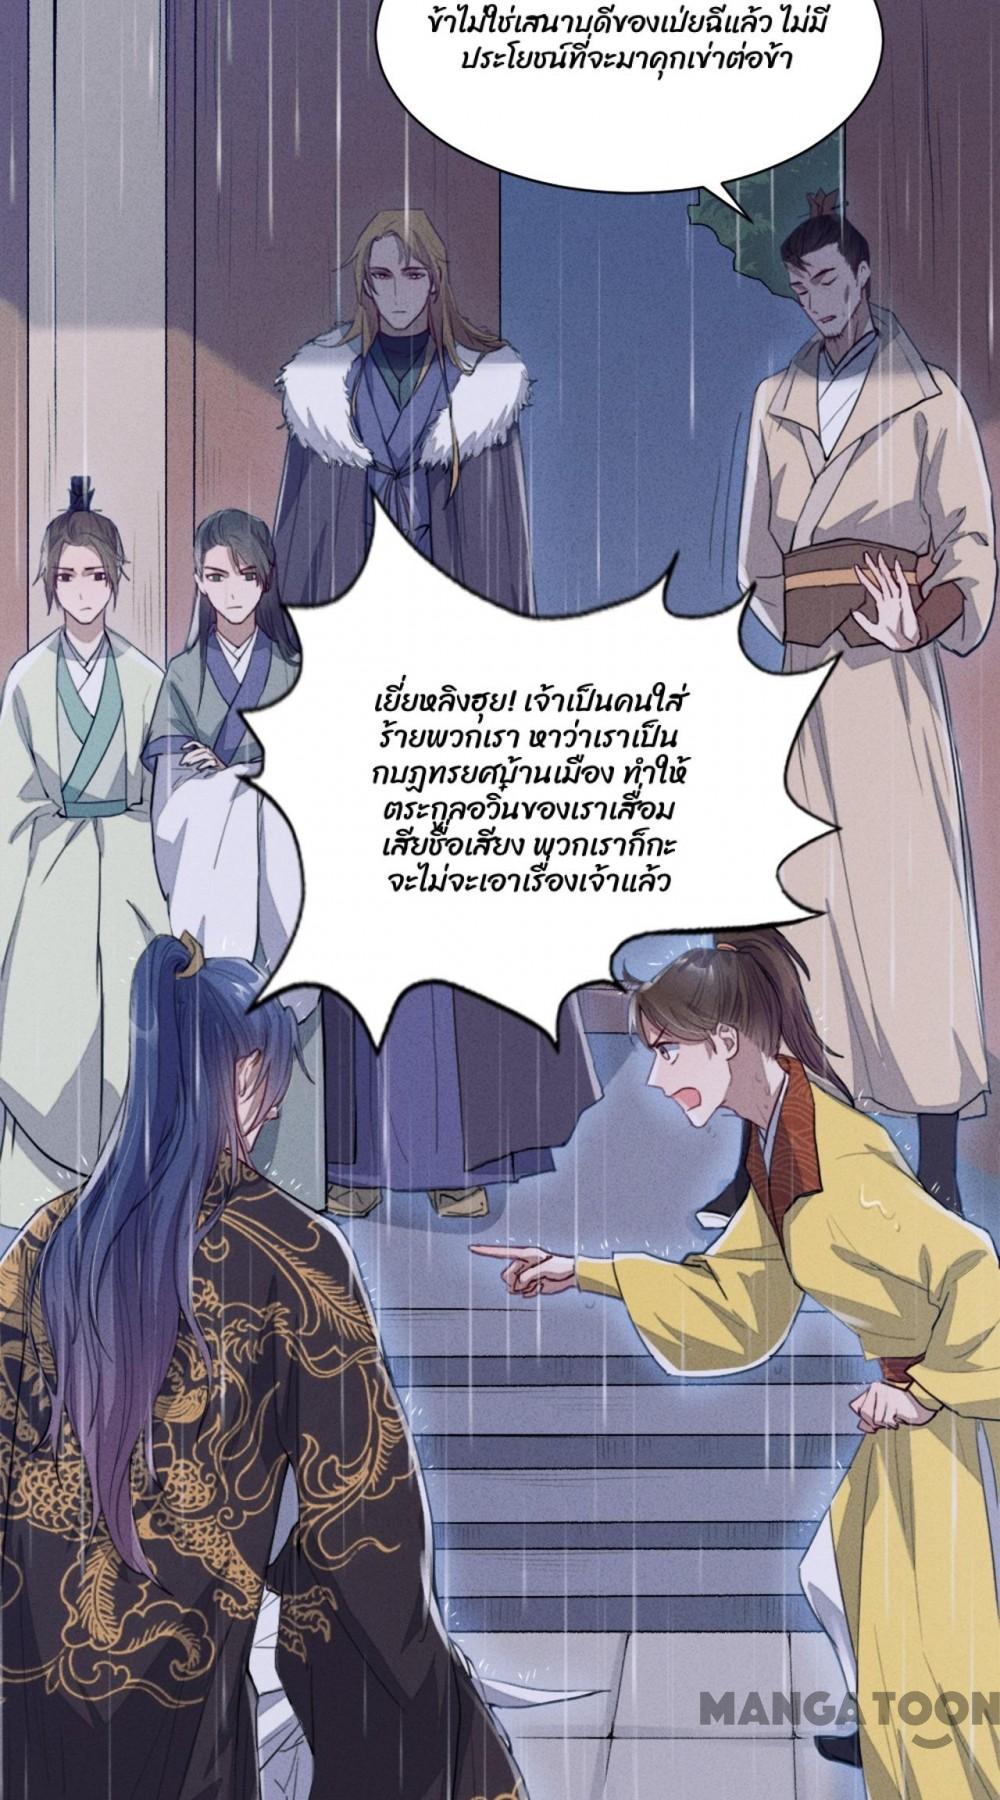 ข้าไม่ใช่เสนาบดีของเป่ยฉีแล้ว ไม่มี
ประโยชน์ที่จะมาคุกเข่าต่อข้า
เยี่ยหลิงฮุย! เจ้าเป็นคนใส่
ร้ายพวกเรา หาว่าเราเป็น
กบฏทรยศบ้านเมือง ทำให้
ตระกูลอวิ๋นของเราเสื่อม
เสียชื่อเสียง พวกเราก็กะ
จะไม่จะเอาเรื่องเจ้าแล้ว
MANGATOON